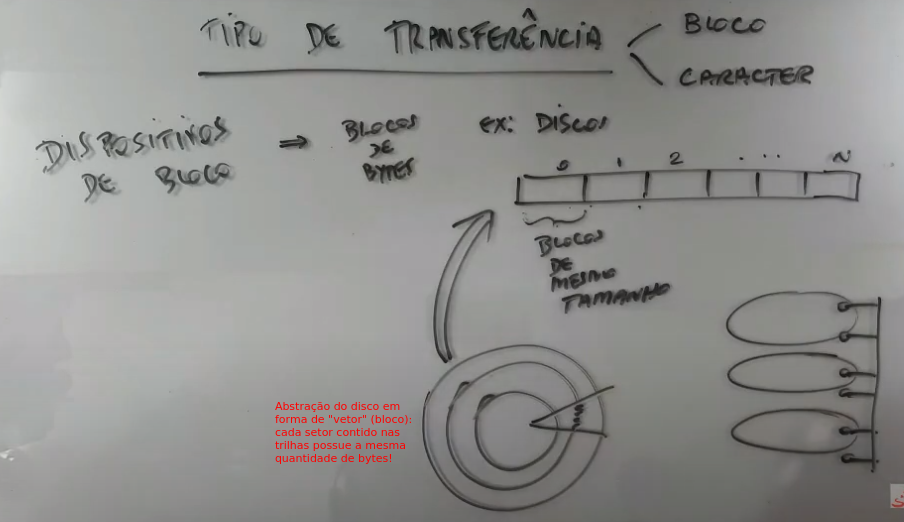 TIPO DE TRANSFERÊNCIA
BLOCO
CARACTER
DISPOSITIVOS
DE BLOCO
⇒
BLOCOS
DE
BYTES
EX: DISCOS
0 1 2 . ... N
BLOCOS
DE
MESMO
TAMANHO
Abstração do disco em
forma de "vetor" (bloco):
cada setor contido nas
trilhas possue a mesma
quantidade de bytes!